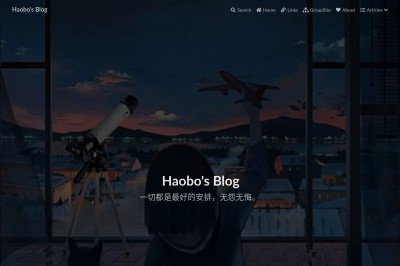 Haobo's Blog
Search Home Links GroupSite About Articles
Haobo's Blog
一切都是最好的安排，无怨无悔。